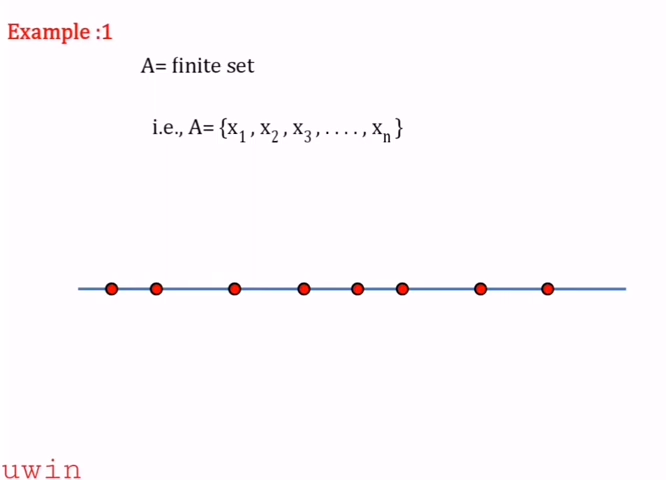 Example :1
A= finite set
i.e., A= {x₁ , x₂ , x₃ , . . . . , xₙ }
uwin